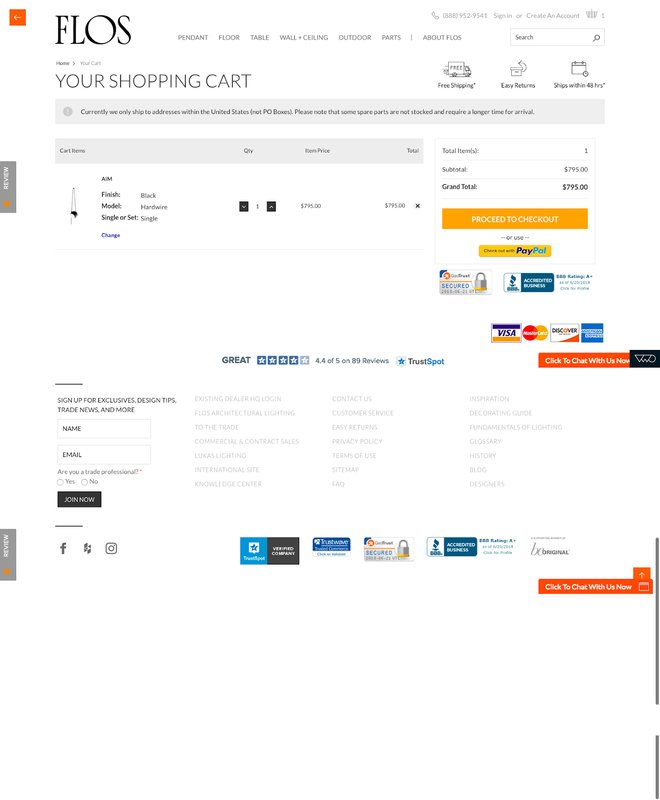 FLOS
(888) 952-9541 Sign in or Create An Account 1
PENDANT FLOOR TABLE WALL + CEILING OUTDOOR PARTS | ABOUT FLOS
Search
Home > Your Cart
YOUR SHOPPING CART
FREE
Free Shipping*
Easy Returns
Ships within 48 hrs*
Currently we only ship to addresses within the United States (not PO Boxes). Please note that some spare parts are not stocked and require a longer time for arrival.
Cart Items Qty Item Price Total
AIM
Finish: Black
Model: Hardwire
Single or Set: Single
Change
1
$795.00
$795.00
Total Item(s): 1
Subtotal: $795.00
Grand Total: $795.00
PROCEED TO CHECKOUT
-- or use --
Check out with PayPal
GeoTrust
SECURED
BBB
ACCREDITED BUSINESS
BBB Rating: A+
as of 6/20/2018
Click for Profile
VISA
MasterCard
DISCOVER
AMERICAN EXPRESS
GREAT 4.4 of 5 on 89 Reviews TrustSpot
Click To Chat With Us Now
REVIEW
SIGN UP FOR EXCLUSIVES, DESIGN TIPS,
TRADE NEWS, AND MORE
NAME
EMAIL
Are you a trade professional? *
Yes No
JOIN NOW
EXISTING DEALER HQ LOGIN
FLOS ARCHITECTURAL LIGHTING
TO THE TRADE
COMMERCIAL & CONTRACT SALES
LUKAS LIGHTING
INTERNATIONAL SITE
KNOWLEDGE CENTER
CONTACT US
CUSTOMER SERVICE
EASY RETURNS
PRIVACY POLICY
TERMS OF USE
SITEMAP
FAQ
INSPIRATION
DECORATING GUIDE
FUNDAMENTALS OF LIGHTING
GLOSSARY
HISTORY
BLOG
DESIGNERS
REVIEW
TrustSpot
VERIFIED COMPANY
Trustwave
Trusted Commerce
Click to Validate
GeoTrust
SECURED
BBB
ACCREDITED BUSINESS
BBB Rating: A+
as of 6/20/2018
Click for Profile
ORIGINAL
Click To Chat With Us Now